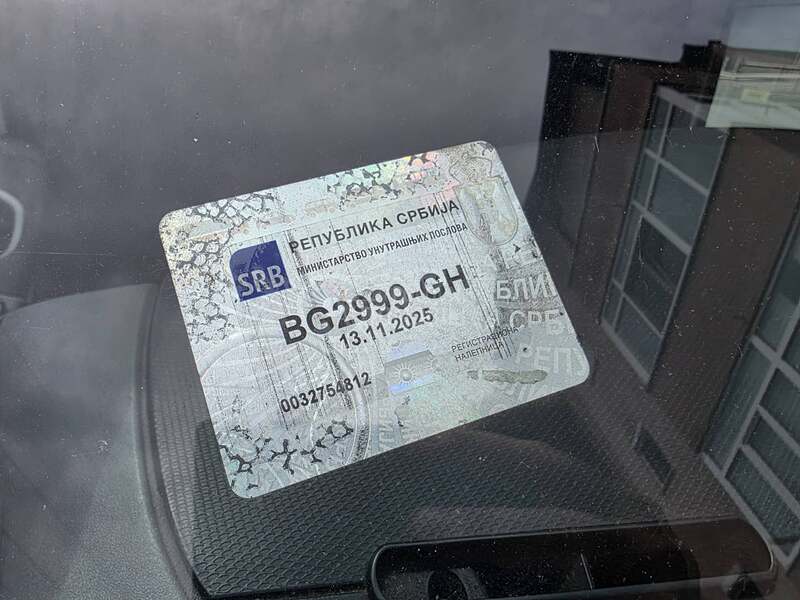 РЕПУБЛИКА СРБИЈА
МИНИСТАРСТВО УНУТРАШЊИХ ПОСЛОВА
SRB
BG2999-GH
13.11.2025
РЕГИСТРАЦИОНА
НАЛЕПНИЦА
0032754812